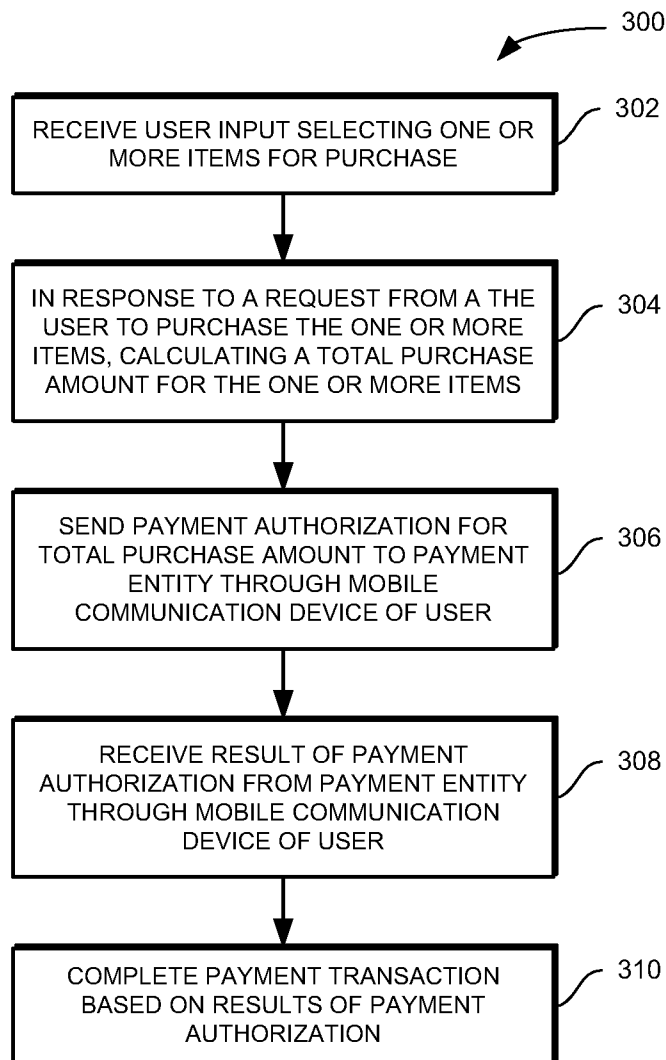 300
RECEIVE USER INPUT SELECTING ONE OR
MORE ITEMS FOR PURCHASE
302
IN RESPONSE TO A REQUEST FROM A THE
USER TO PURCHASE THE ONE OR MORE
ITEMS, CALCULATING A TOTAL PURCHASE
AMOUNT FOR THE ONE OR MORE ITEMS
304
SEND PAYMENT AUTHORIZATION FOR
TOTAL PURCHASE AMOUNT TO PAYMENT
ENTITY THROUGH MOBILE
COMMUNICATION DEVICE OF USER
306
RECEIVE RESULT OF PAYMENT
AUTHORIZATION FROM PAYMENT ENTITY
THROUGH MOBILE COMMUNICATION
DEVICE OF USER
308
COMPLETE PAYMENT TRANSACTION
BASED ON RESULTS OF PAYMENT
AUTHORIZATION
310